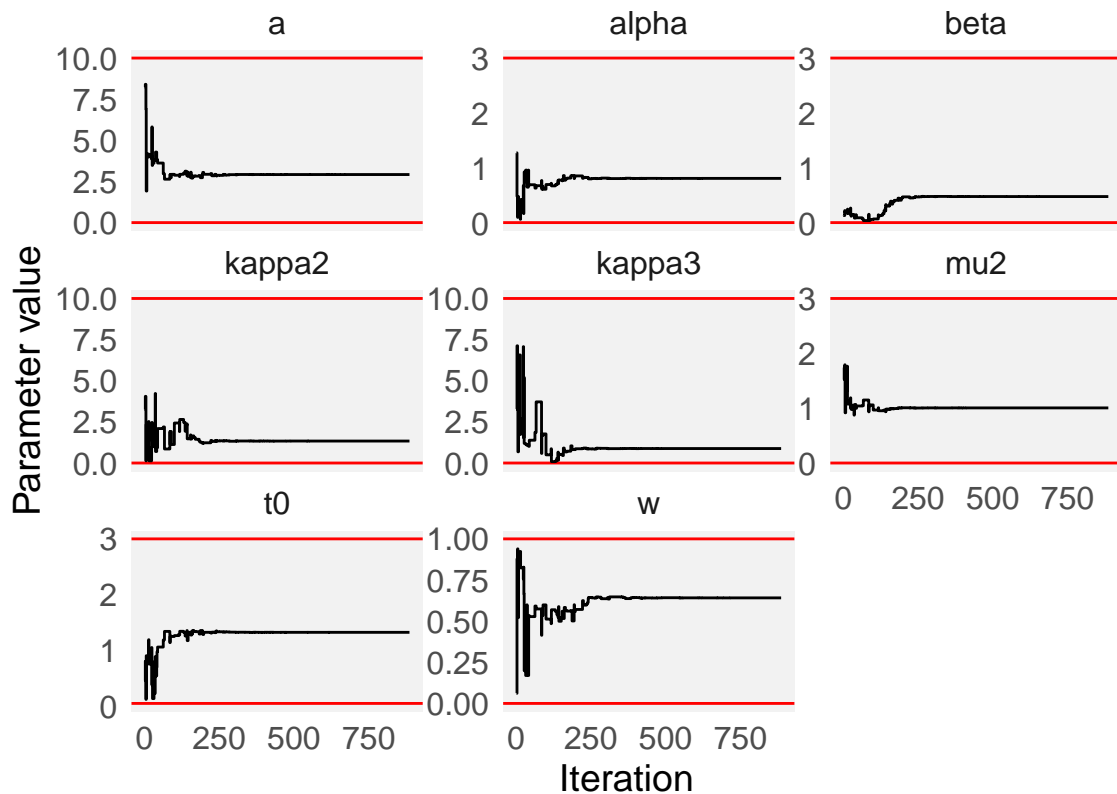 a alpha beta
10.0 3 3
7.5 2 2
5.0
2.5 1 1
0.0 0 0
kappa2 kappa3 mu2
10.0 10.0 3
7.5 7.5 2
5.0 5.0
2.5 2.5 1
0.0 0.0 0
0 250 500 750
t0 w
3 1.00
2 0.75
0.50
1 0.25
0 0.00
0 250 500 750 0 250 500 750
Iteration
Parameter value